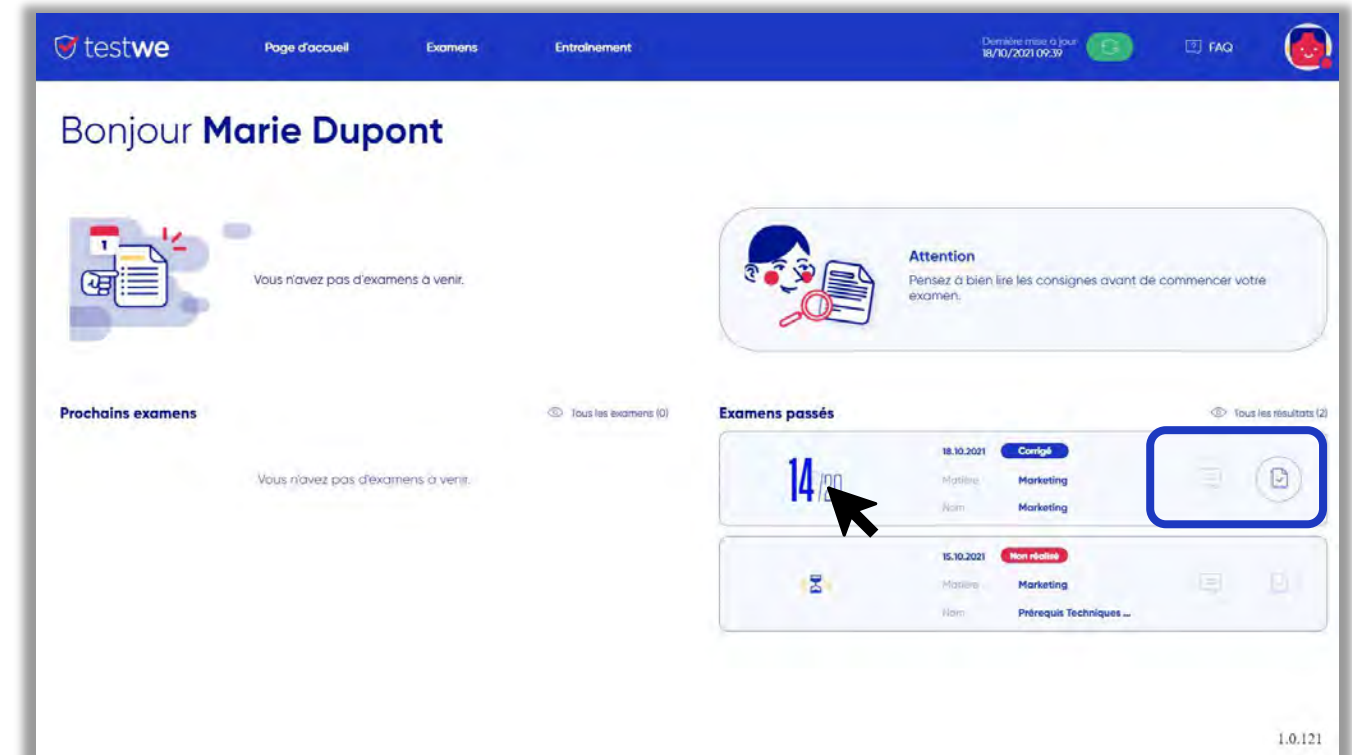 testwe
Page d'accueil
Examens
Entraînement
Dernière mise à jour
18/10/2021 09:39
FAQ
Bonjour Marie Dupont
1
Vous n'avez pas d'examens à venir.
Attention
Pensez à bien lire les consignes avant de commencer votre
examen.
Prochains examens
Tous les examens (0)
Vous n'avez pas d'examens à venir.
Examens passés
Tous les résultats (2)
14/20
18.10.2021 Corrigé
Matière Marketing
Nom Marketing
15.10.2021 Non réalisé
Matière Marketing
Nom Prérequis Techniques ...
1.0.121